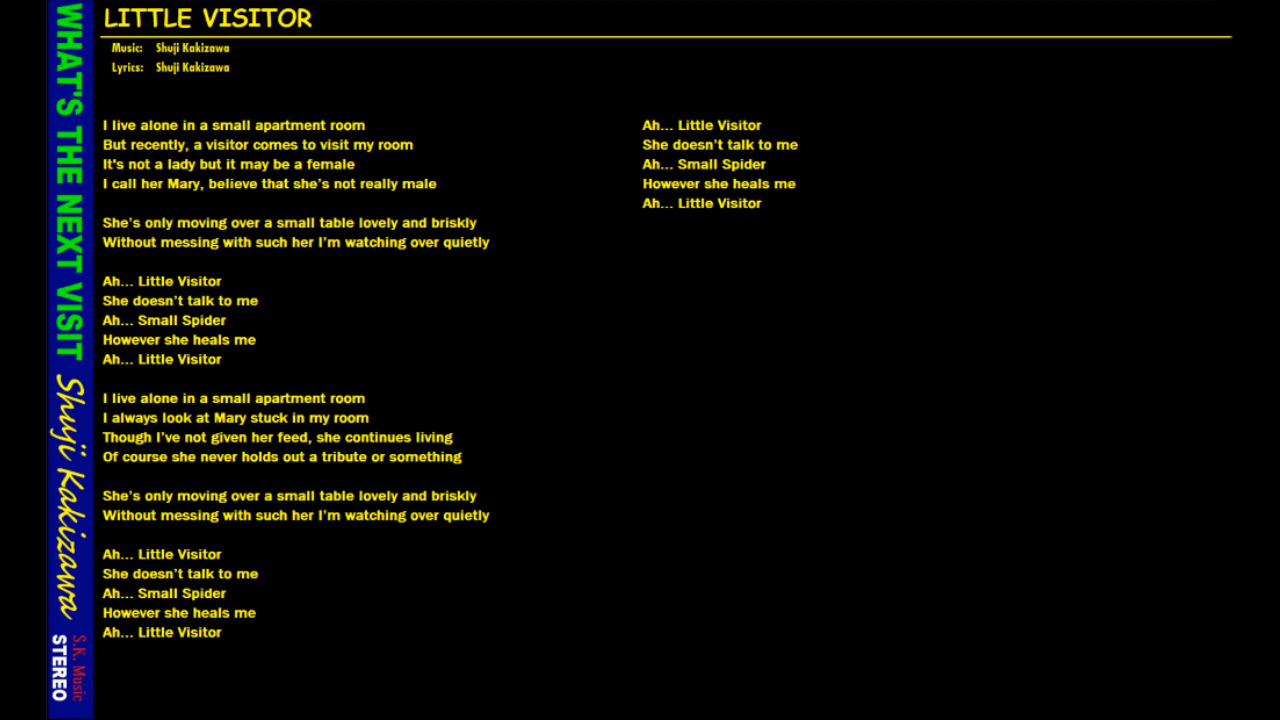 WHAT'S THE NEXT VISIT Shuji Kakizawa
S.K. Music
STEREO
LITTLE VISITOR
Music: Shuji Kakizawa
Lyrics: Shuji Kakizawa
I live alone in a small apartment room
But recently, a visitor comes to visit my room
It's not a lady but it may be a female
I call her Mary, believe that she's not really male
She's only moving over a small table lovely and briskly
Without messing with such her I'm watching over quietly
Ah... Little Visitor
She doesn't talk to me
Ah... Small Spider
However she heals me
Ah... Little Visitor
I live alone in a small apartment room
I always look at Mary stuck in my room
Though I've not given her feed, she continues living
Of course she never holds out a tribute or something
She's only moving over a small table lovely and briskly
Without messing with such her I'm watching over quietly
Ah... Little Visitor
She doesn't talk to me
Ah... Small Spider
However she heals me
Ah... Little Visitor
Ah... Little Visitor
She doesn't talk to me
Ah... Small Spider
However she heals me
Ah... Little Visitor